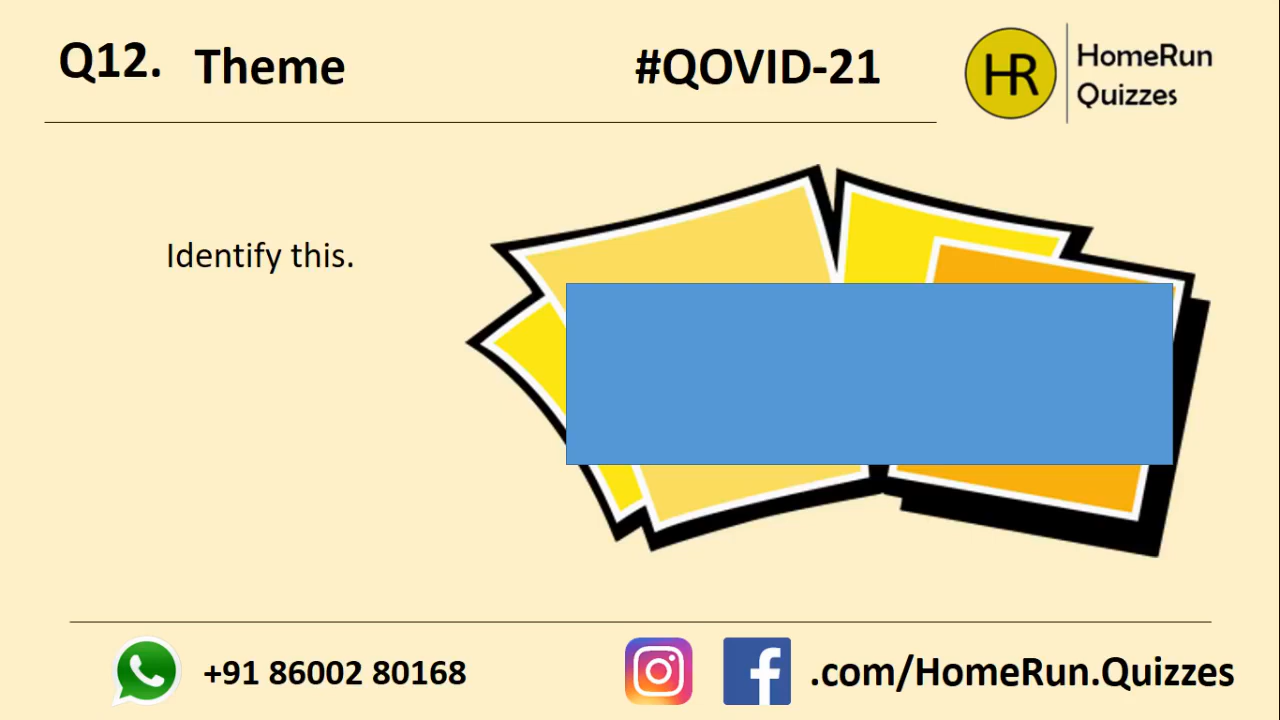 Q12. Theme #QOVID-21
HR HomeRun
Quizzes
Identify this.
+91 86002 80168
.com/HomeRun.Quizzes